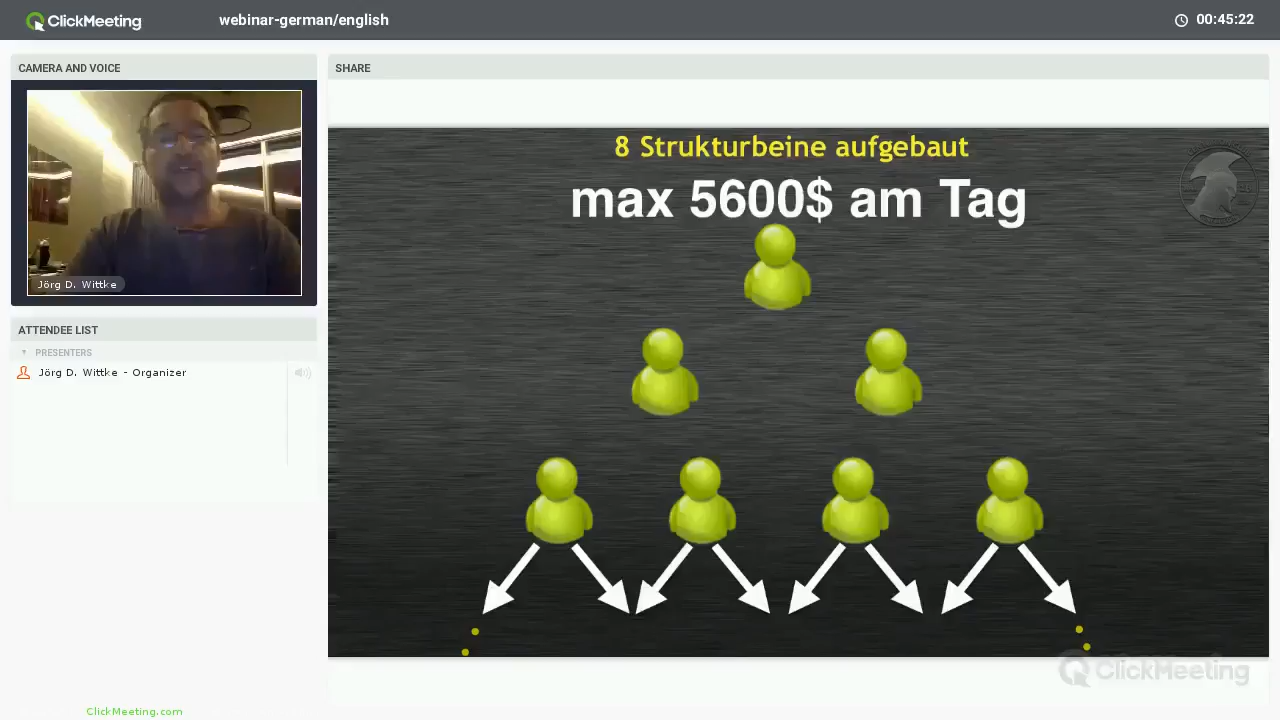 ClickMeeting
webinar-german/english
00:45:22
CAMERA AND VOICE
Jörg D. Wittke
ATTENDEE LIST
PRESENTERS
Jörg D. Wittke - Organizer
SHARE
8 Strukturbeine aufgebaut
max 5600$ am Tag
ClickMeeting
ClickMeeting.com